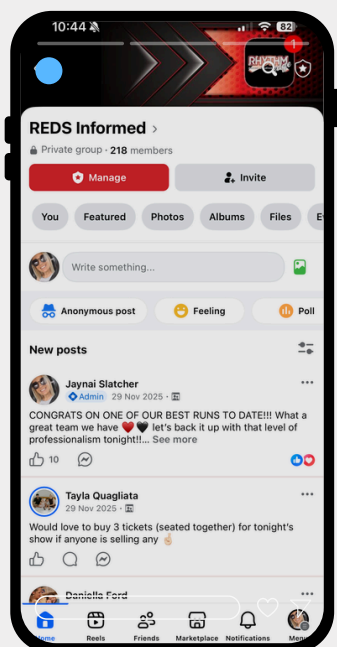 10:44
82
1
RHYTHM
REDS Informed >
Private group · 218 members
Manage
Invite
You
Featured
Photos
Albums
Files
Write something...
Anonymous post
Feeling
Poll
New posts
Jaynai Slatcher
Admin 29 Nov 2025 ·
CONGRATS ON ONE OF OUR BEST RUNS TO DATE!!! What a
great team we have ❤️🖤 let's back it up with that level of
professionalism tonight!!... See more
10
Tayla Quagliata
29 Nov 2025 ·
Would love to buy 3 tickets (seated together) for tonight's
show if anyone is selling any ☝🏻
Daniella Ford
Home
Reels
Friends
Marketplace
Notifications
Menu